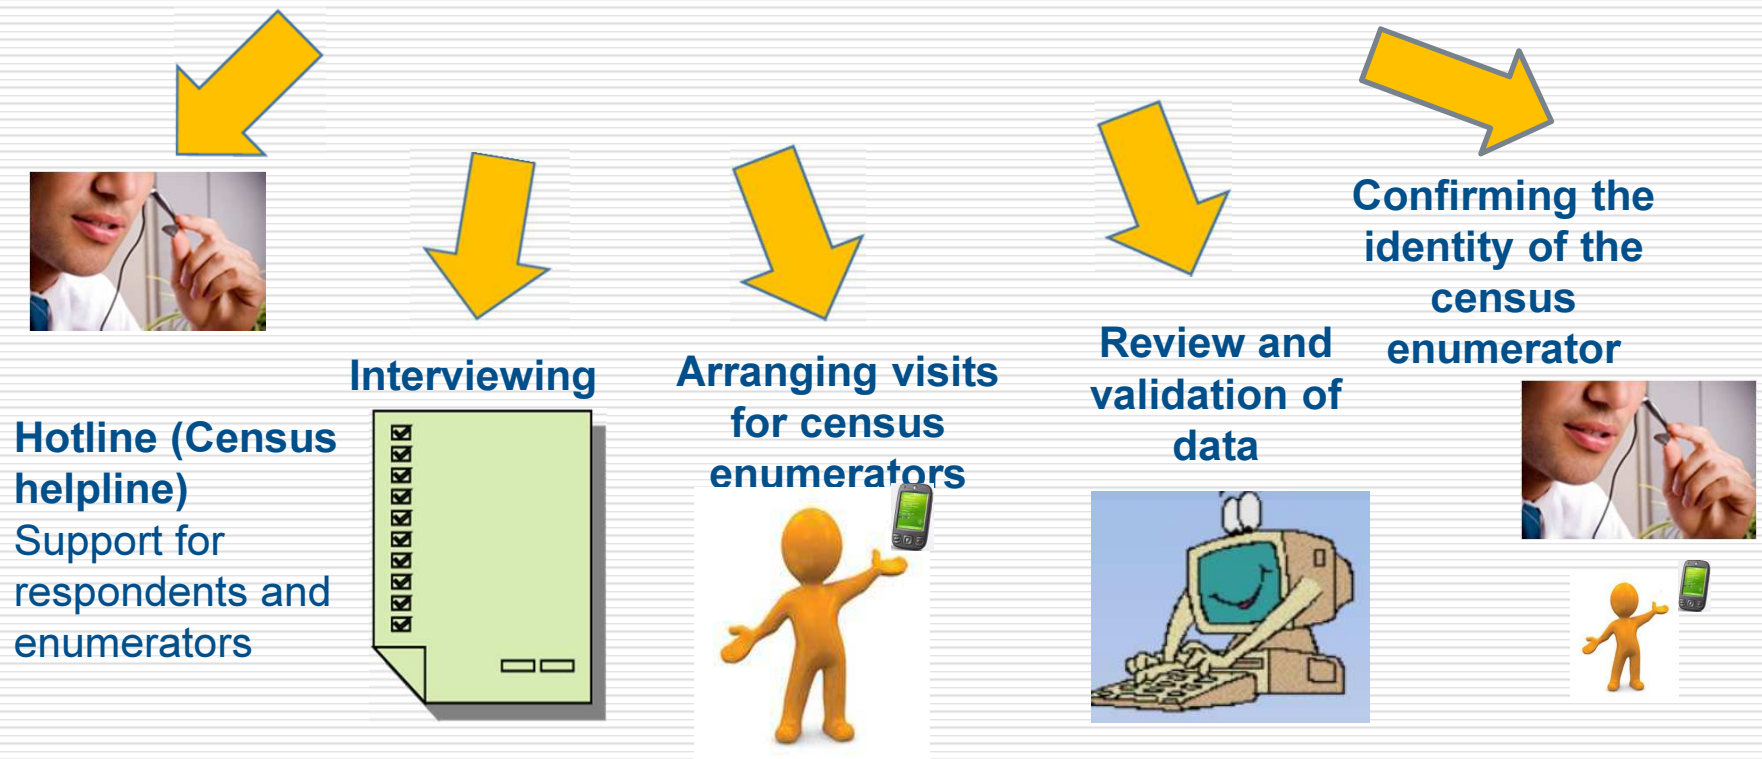 Hotline (Census
helpline)
Support for
respondents and
enumerators
Interviewing
Arranging visits
for census
enumerators
Review and
validation of
data
Confirming the
identity of the
census
enumerator